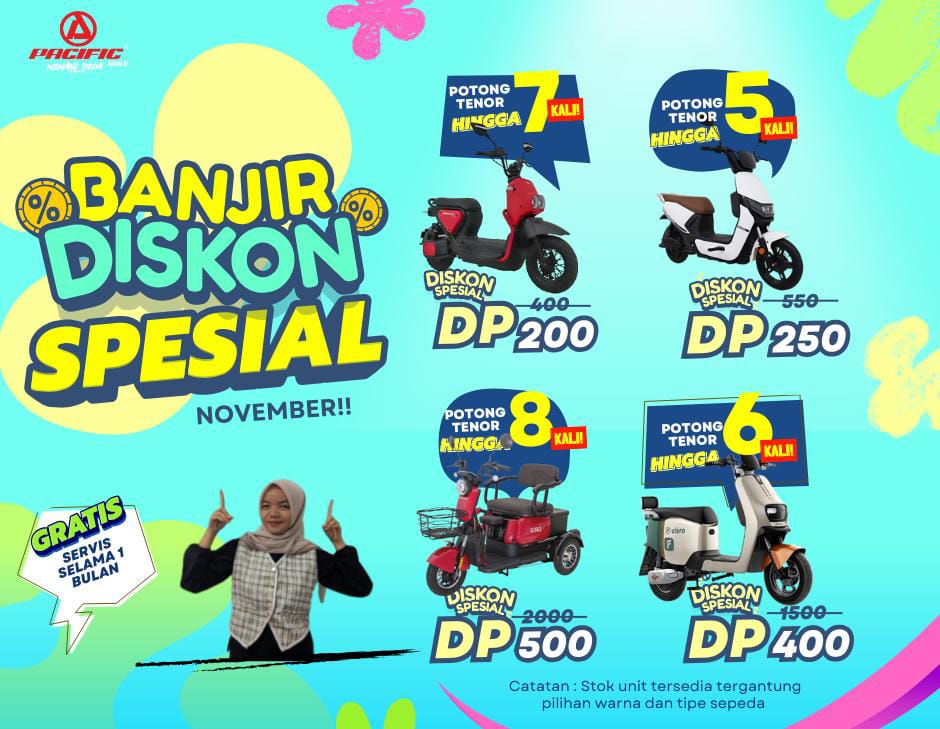 PACIFIC
BIKE
BANJIR
DISKON
SPESIAL
NOVEMBER!!
GRATIS
SERVIS
SELAMA 1
BULAN
POTONG
TENOR
HINGGA
7
KALI!
DISKON
SPESIAL
400
DP 200
POTONG
TENOR
HINGGA
5
KALI!
DISKON
SPESIAL
550
DP 250
POTONG
TENOR
HINGGA
8
KALI!
DISKON
SPESIAL
2000
DP 500
POTONG
TENOR
HINGGA
6
KALI!
DISKON
SPESIAL
1500
DP 400
Catatan : Stok unit tersedia tergantung
pilihan warna dan tipe sepeda